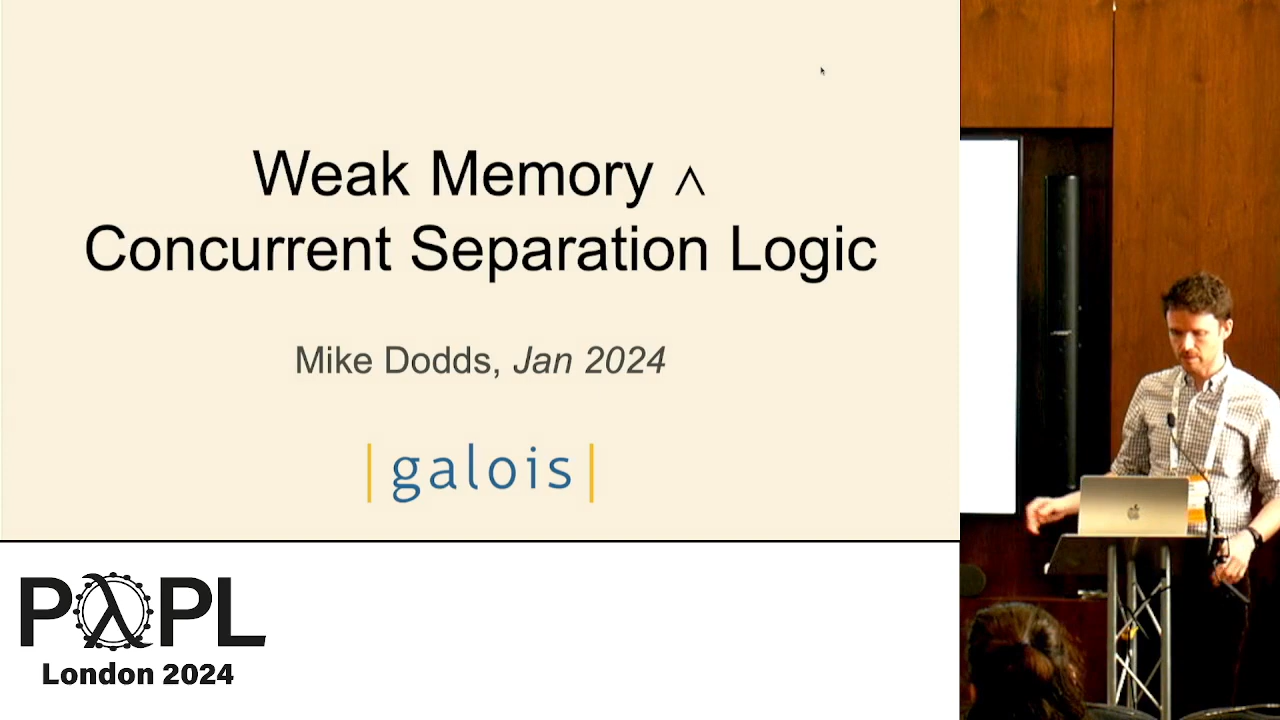 Weak Memory ∧
Concurrent Separation Logic
Mike Dodds, Jan 2024
|galois|
PλPL
London 2024